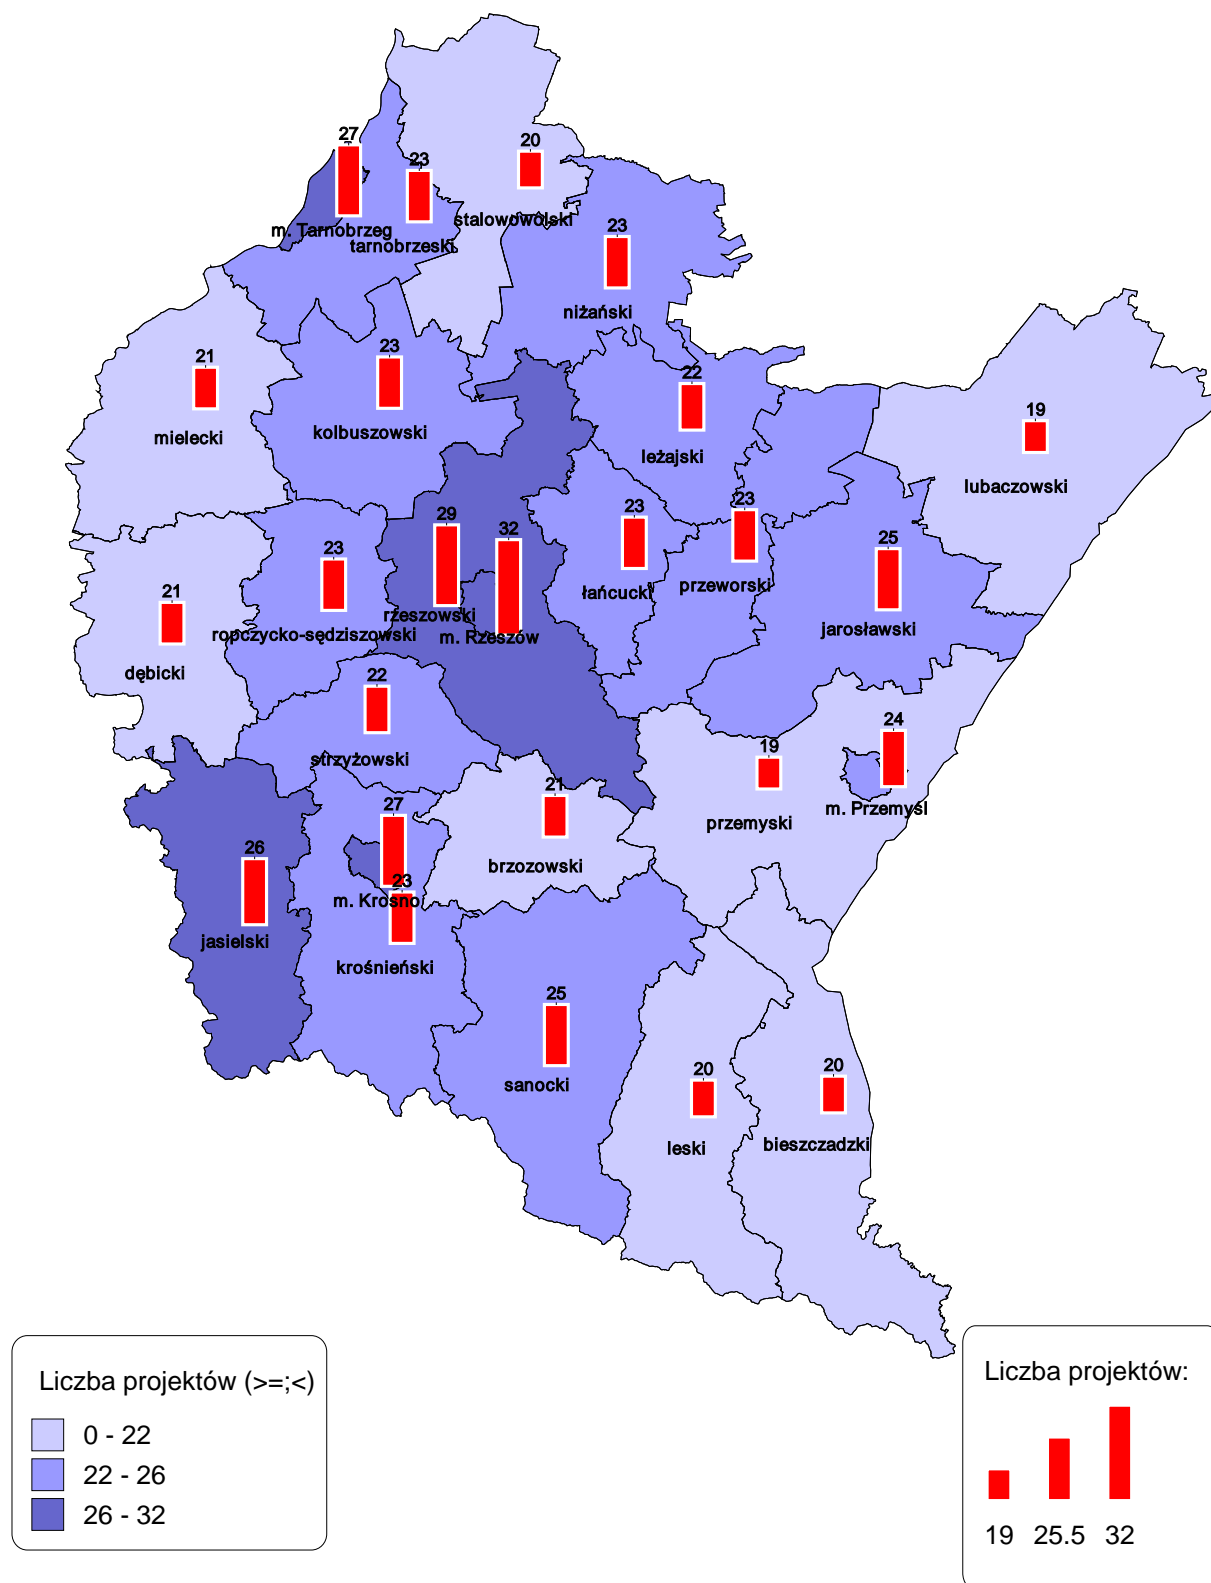 27
m. Tarnobrzeg
23
tarnobrzeski
20
stalowowolski
23
niżański
21
mielecki
23
kolbuszowski
22
leżajski
19
lubaczowski
23
ropczycko-sędziszowski
29
rzeszowski
32
m. Rzeszów
23
łańcucki
23
przeworski
25
jarosławski
21
dębicki
22
strzyżowski
19
przemyski
24
m. Przemyśl
26
jasielski
27
m. Krosno
23
krośnieński
21
brzozowski
25
sanocki
20
leski
20
bieszczadzki
Liczba projektów (>=;<)
0 - 22
22 - 26
26 - 32
Liczba projektów:
19 25.5 32